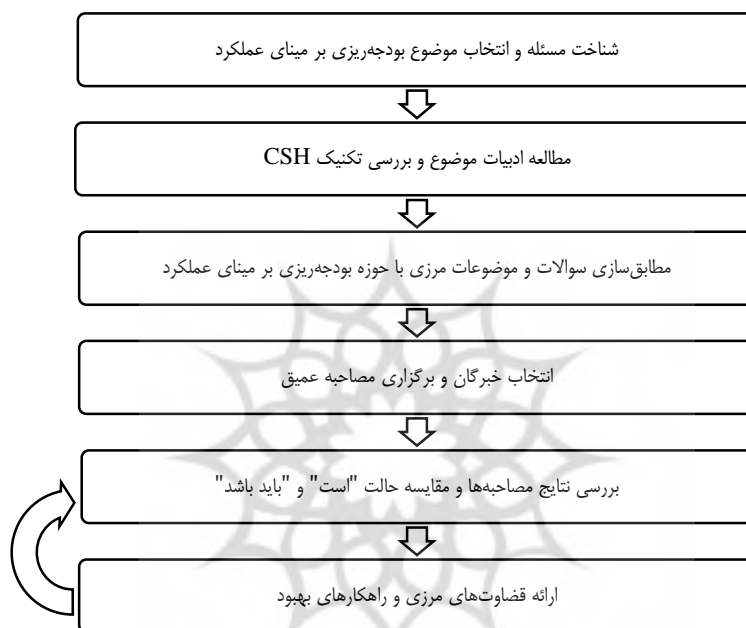 شناخت مسئله و انتخاب موضوع بودجه‌ریزی بر مینای عملکرد
مطالعه ادبیات موضوع و بررسی تکنیک CSH
مطابق‌سازی سوالات و موضوعات مرزی با حوزه بودجه‌ریزی بر مینای عملکرد
انتخاب خبرگان و برگزاری مصاحبه عمیق
بررسی نتایج مصاحبه‌ها و مقایسه حالت "است" و "باید باشد"
ارائه قضاوت‌های مرزی و راهکارهای بهبود